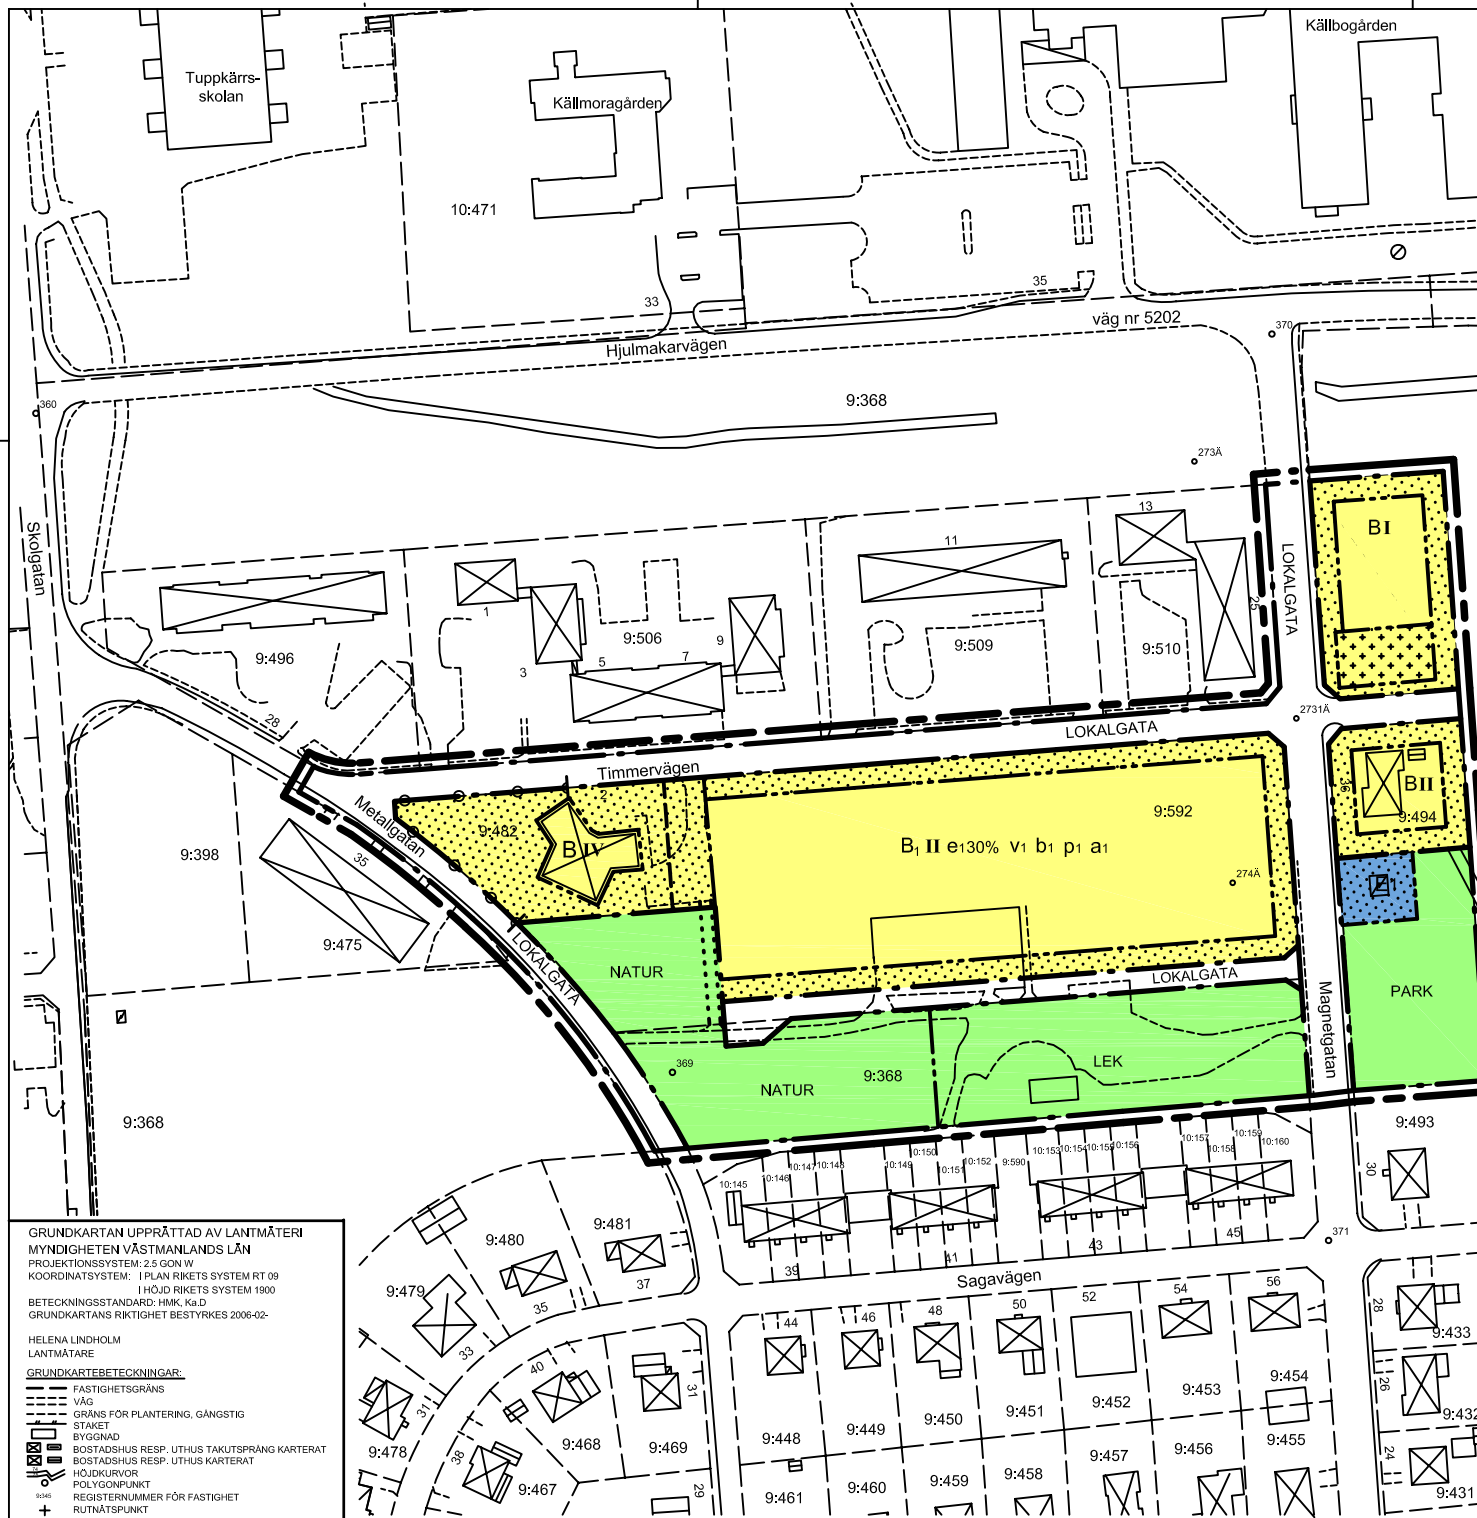 Källbogården
Tuppkärrs-
skolan
Källmoragården
10:471
33
35
väg nr 5202
Hjulmakarvägen
370
360
9:368
273Ä
Skolgatan
13
11
LOKALGATA
B I
25
1
3
5
7
9
9:496
9:506
9:509
9:510
28
2731Ä
LOKALGATA
Timmervägen
2
Metallgatan
9:482
B IV
9:592
B1 II e130% v1 b1 p1 a1
274Ä
36
B II
9:494
E1
9:398
35
9:475
LOKALGATA
NATUR
LOKALGATA
Magnetgatan
PARK
369
NATUR
9:368
LEK
9:368
9:493
30
10:145
10:146
10:147
10:148
10:149
10:150
10:151
10:152
9:590
10:153
10:154
10:155
10:156
10:157
10:158
10:159
10:160
371
39
41
43
45
Sagavägen
9:481
9:480
9:479
37
35
33
31
40
38
31
29
44
46
48
50
52
54
56
28
26
24
9:433
9:432
9:431
9:478
9:468
9:467
9:469
9:448
9:449
9:450
9:451
9:452
9:453
9:454
9:461
9:460
9:459
9:458
9:457
9:456
9:455
GRUNDKARTAN UPPRÄTTAD AV LANTMÄTERI
MYNDIGHETEN VÄSTMANLANDS LÄN
PROJEKTIONSSYSTEM: 2.5 GON W
KOORDINATSYSTEM: I PLAN RIKETS SYSTEM RT 09
I HÖJD RIKETS SYSTEM 1900
BETECKNINGSSTANDARD: HMK, Ka.D
GRUNDKARTANS RIKTIGHET BESTYRKES 2006-02-
HELENA LINDHOLM
LANTMÄTARE
GRUNDKARTEBETECKNINGAR:
FASTIGHETSGRÄNS
VÄG
GRÄNS FÖR PLANTERING, GÅNGSTIG
STAKET
BYGGNAD
BOSTADSHUS RESP. UTHUS TAKUTSPRÅNG KARTERAT
BOSTADSHUS RESP. UTHUS KARTERAT
HÖJDKURVOR
POLYGONPUNKT
9:345 REGISTERNUMMER FÖR FASTIGHET
RUTNÄTSPUNKT